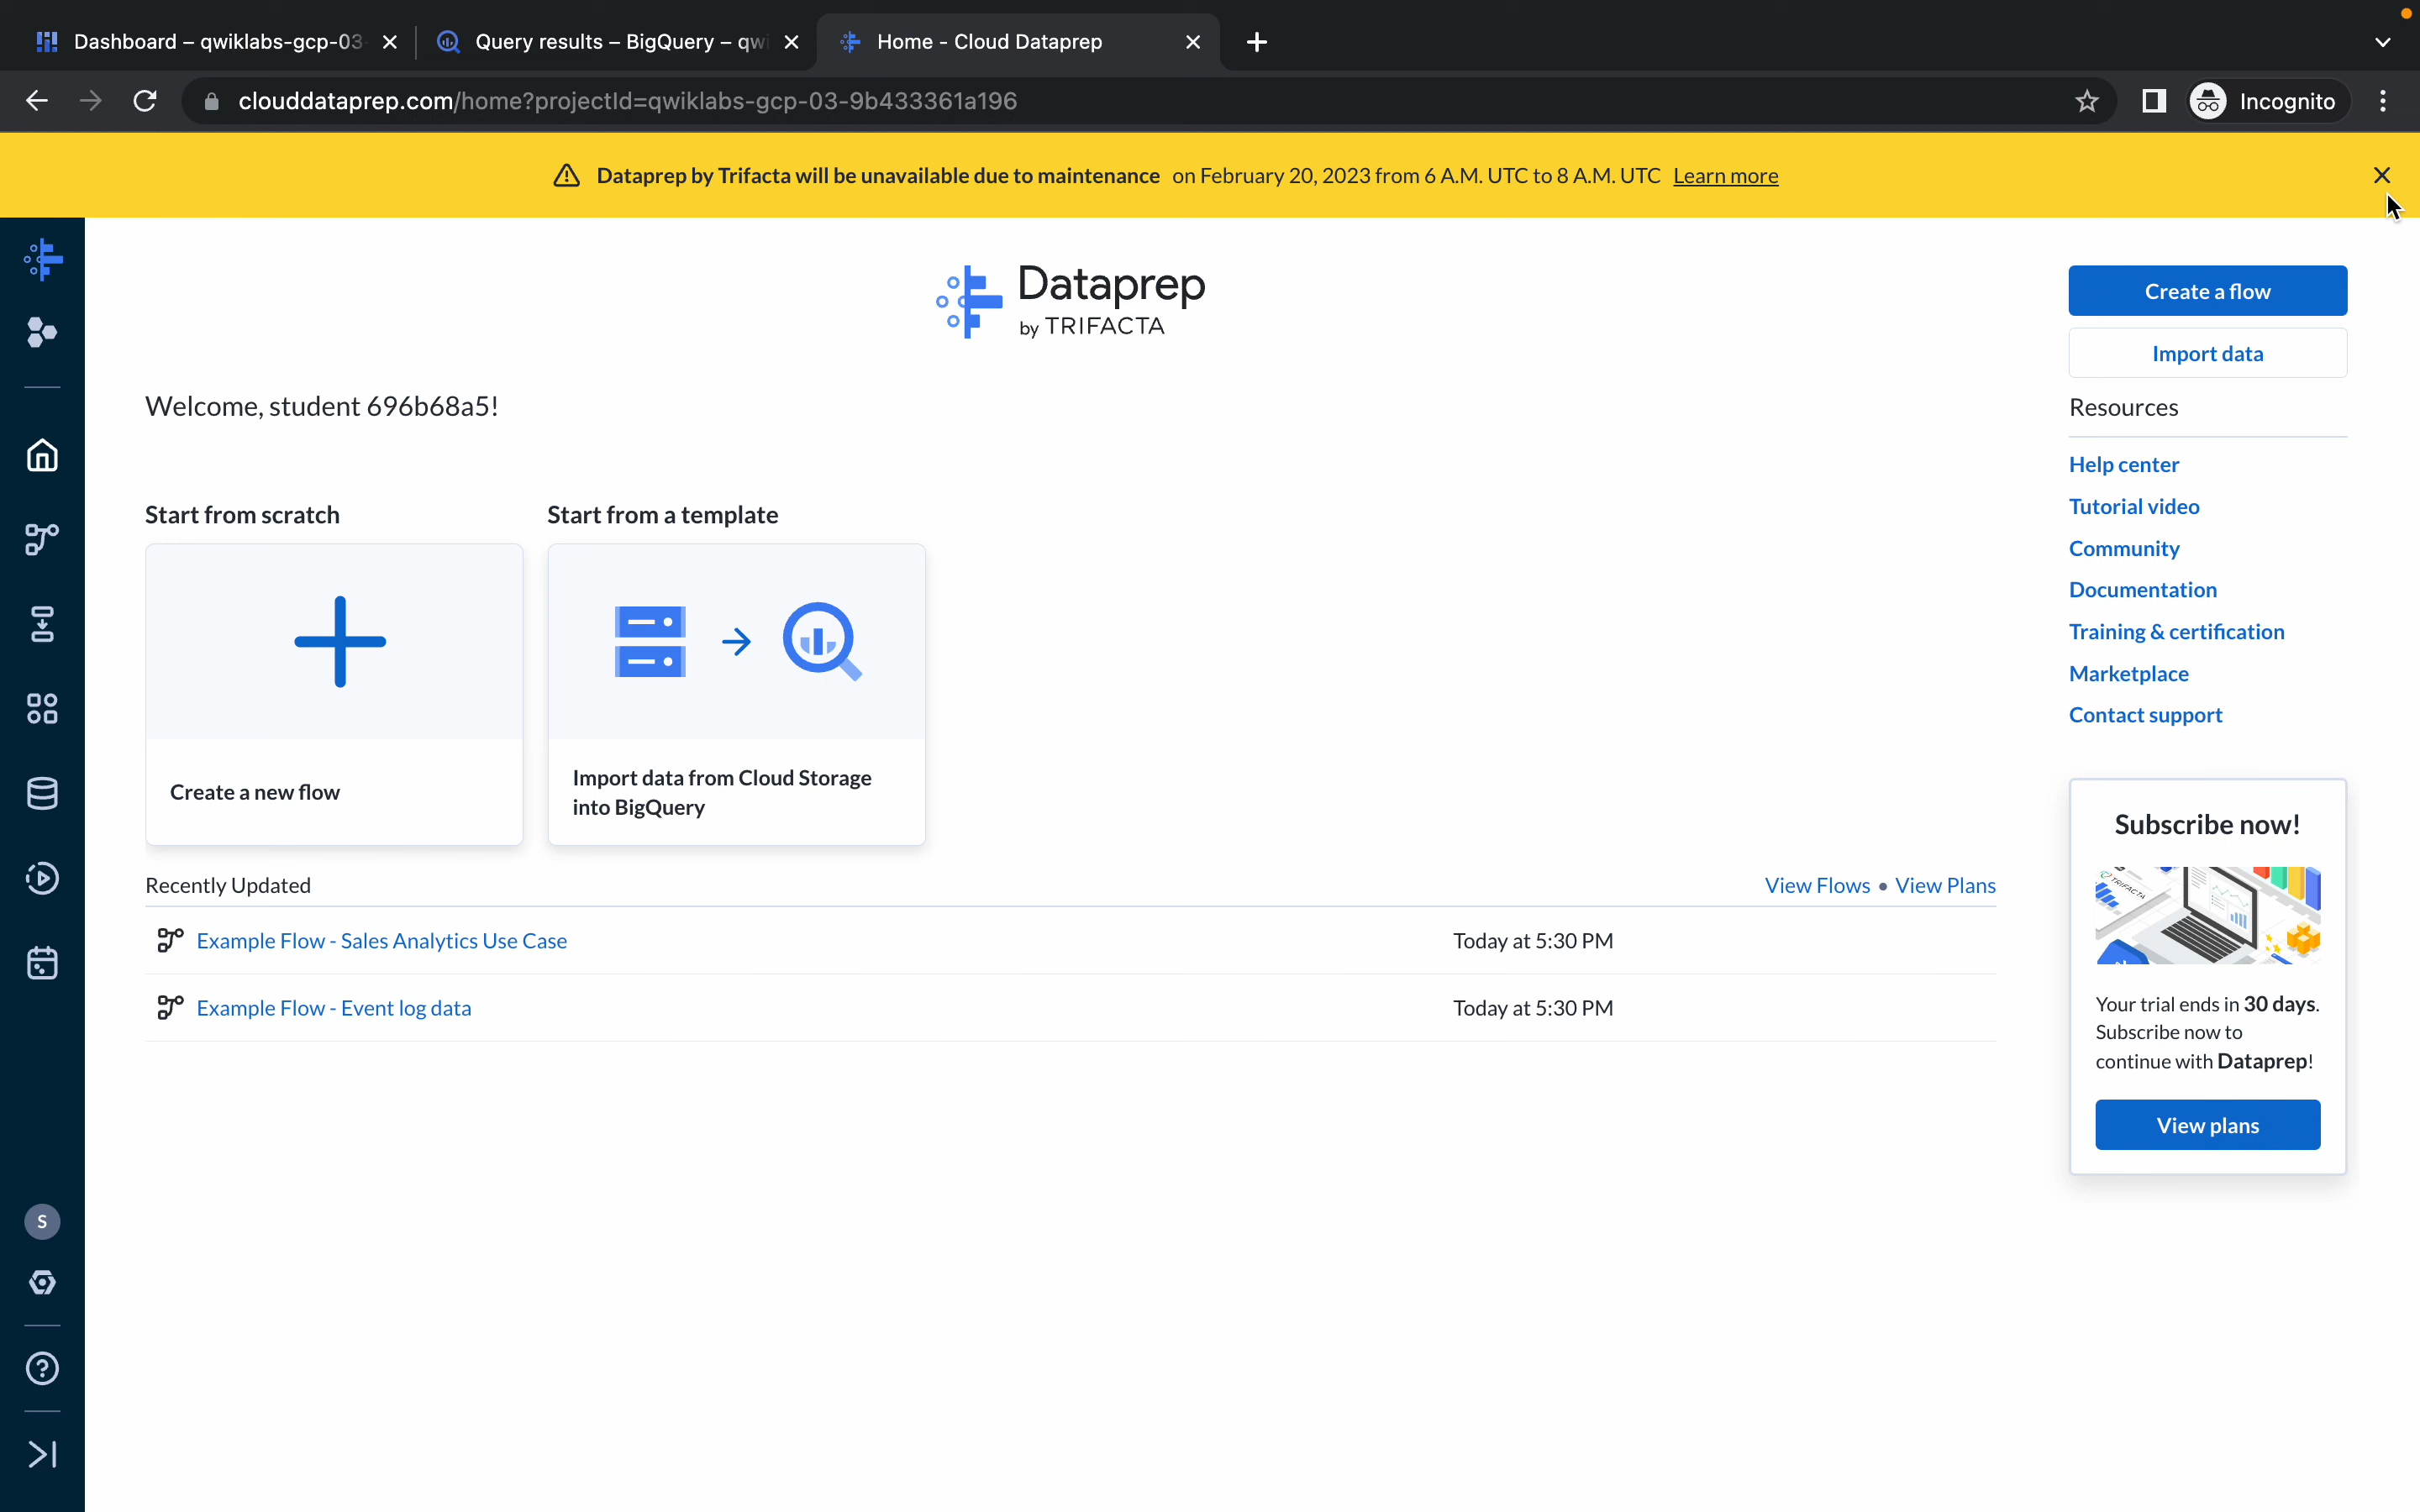 Dashboard – qwiklabs-gcp-03
Query results – BigQuery – qwi
Home - Cloud Dataprep
clouddataprep.com/home?projectId=qwiklabs-gcp-03-9b433361a196
Incognito
Dataprep by Trifacta will be unavailable due to maintenance on February 20, 2023 from 6 A.M. UTC to 8 A.M. UTC Learn more
Dataprep
by TRIFACTA
Create a flow
Import data
Welcome, student 696b68a5!
Resources
Help center
Tutorial video
Community
Documentation
Training & certification
Marketplace
Contact support
Start from scratch
Start from a template
Create a new flow
Import data from Cloud Storage
into BigQuery
Recently Updated
View Flows • View Plans
Example Flow - Sales Analytics Use Case
Today at 5:30 PM
Example Flow - Event log data
Today at 5:30 PM
Subscribe now!
TRIFACTA
Your trial ends in 30 days.
Subscribe now to
continue with Dataprep!
View plans
S